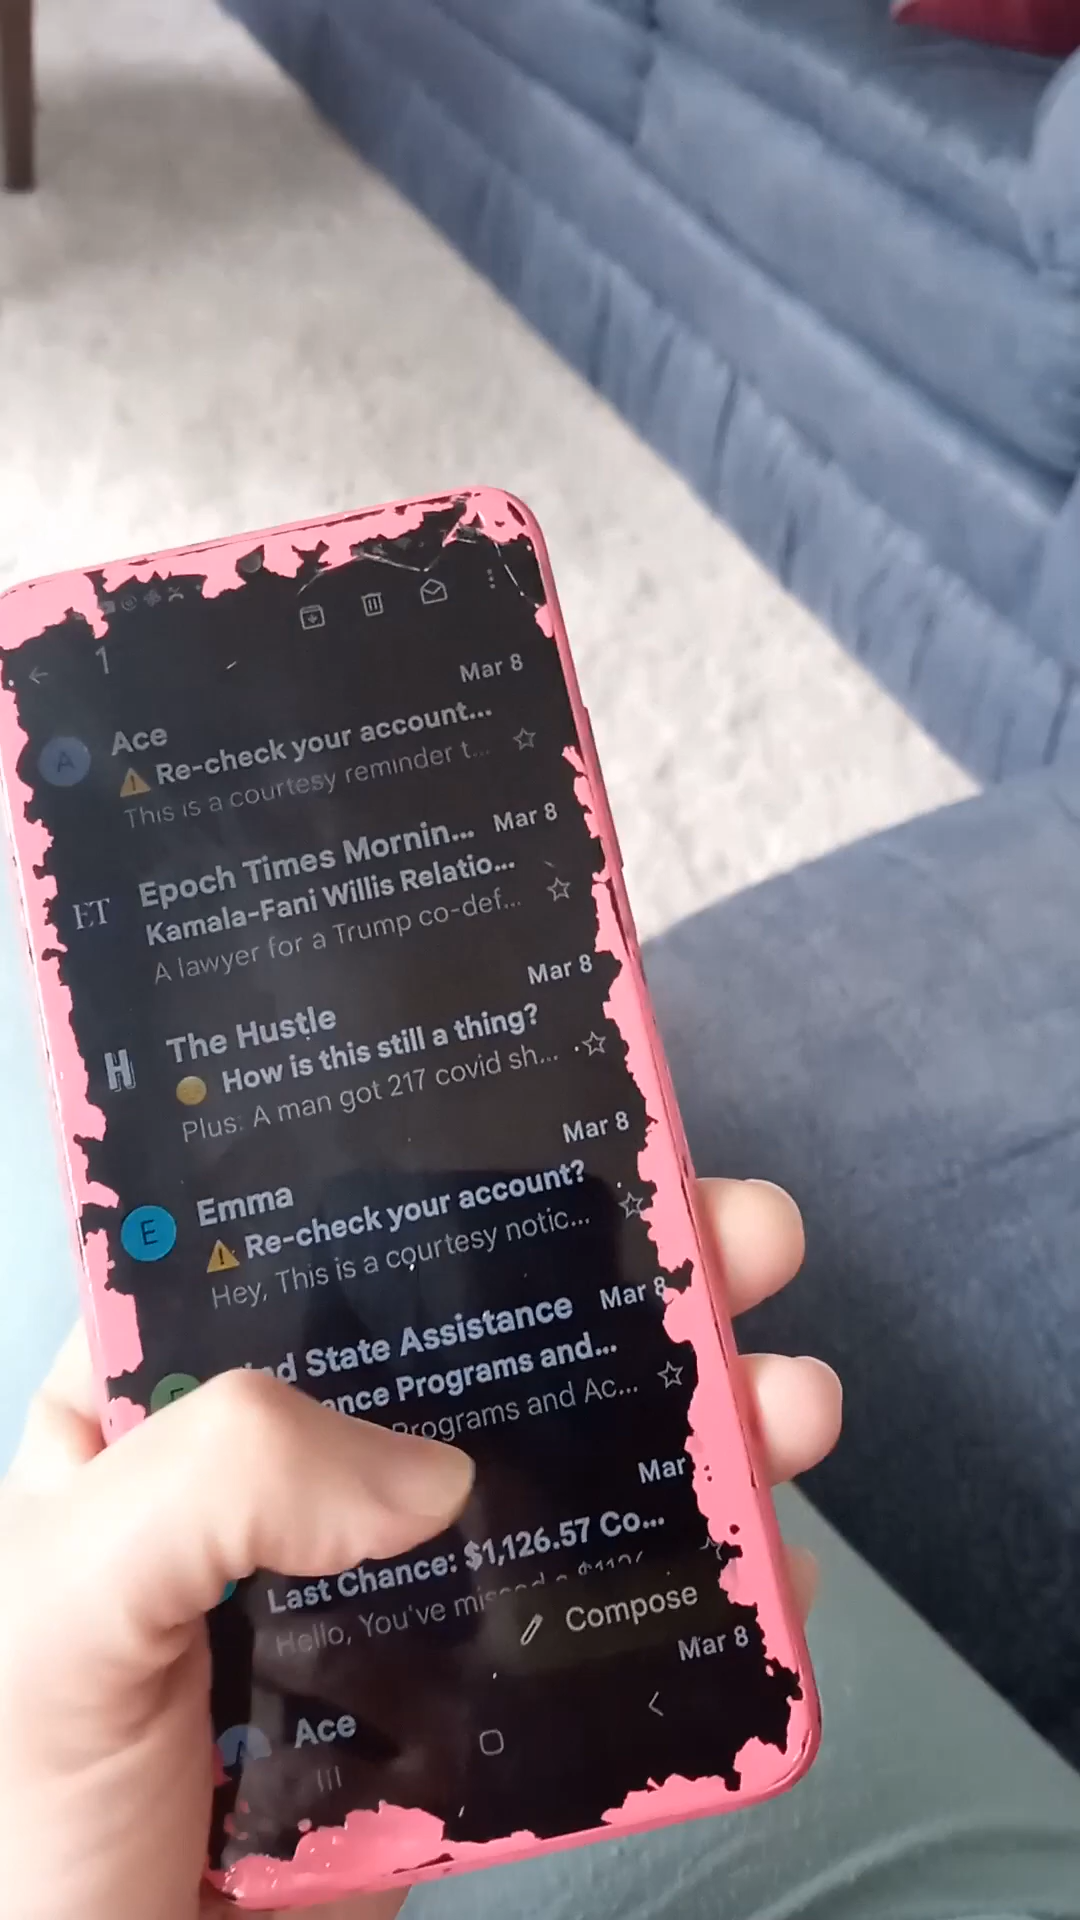 1
Mar 8
A
Ace
⚠ Re-check your account...
This is a courtesy reminder t...
Mar 8
ET
Epoch Times Mornin...
Kamala-Fani Willis Relatio...
A lawyer for a Trump co-def...
Mar 8
H
The Hustle
How is this still a thing?
Plus: A man got 217 covid sh...
Mar 8
E
Emma
⚠ Re-check your account?
Hey, This is a courtesy notic...
Mar 8
nd State Assistance
nce Programs and...
Programs and Ac...
Mar
Last Chance: $1,126.57 Co...
Hello, You've missed a
Compose
Mar 8
A
Ace